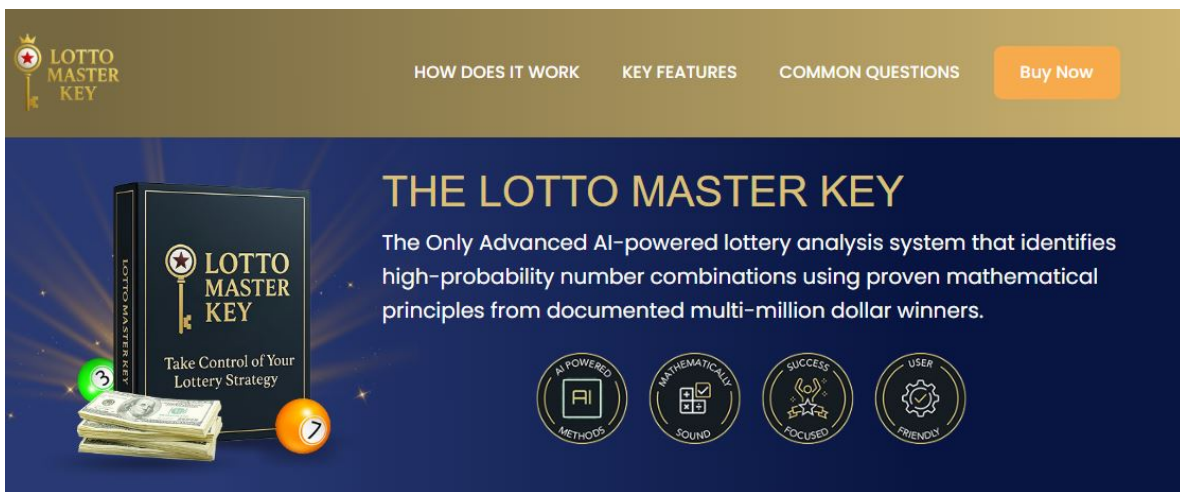 LOTTO
MASTER
KEY
HOW DOES IT WORK
KEY FEATURES
COMMON QUESTIONS
Buy Now
THE LOTTO MASTER KEY
The Only Advanced AI-powered lottery analysis system that identifies
high-probability number combinations using proven mathematical
principles from documented multi-million dollar winners.
LOTTO MASTER KEY
LOTTO
MASTER
KEY
Take Control of Your
Lottery Strategy
3
7
AI POWERED
AI
METHODS
MATHEMATICALLY
SOUND
SUCCESS
FOCUSED
USER
FRIENDLY